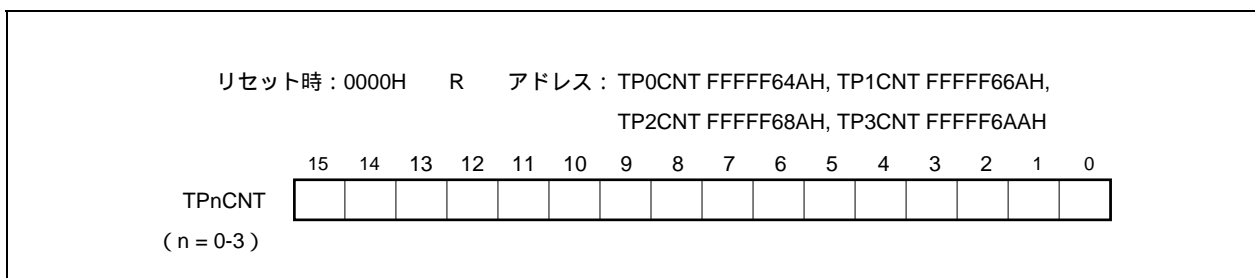 リセット時：0000H R アドレス：TP0CNT FFFFF64AH, TP1CNT FFFFF66AH,
TP2CNT FFFFF68AH, TP3CNT FFFFF6AAH
15 14 13 12 11 10 9 8 7 6 5 4 3 2 1 0
TPnCNT
（n = 0-3）